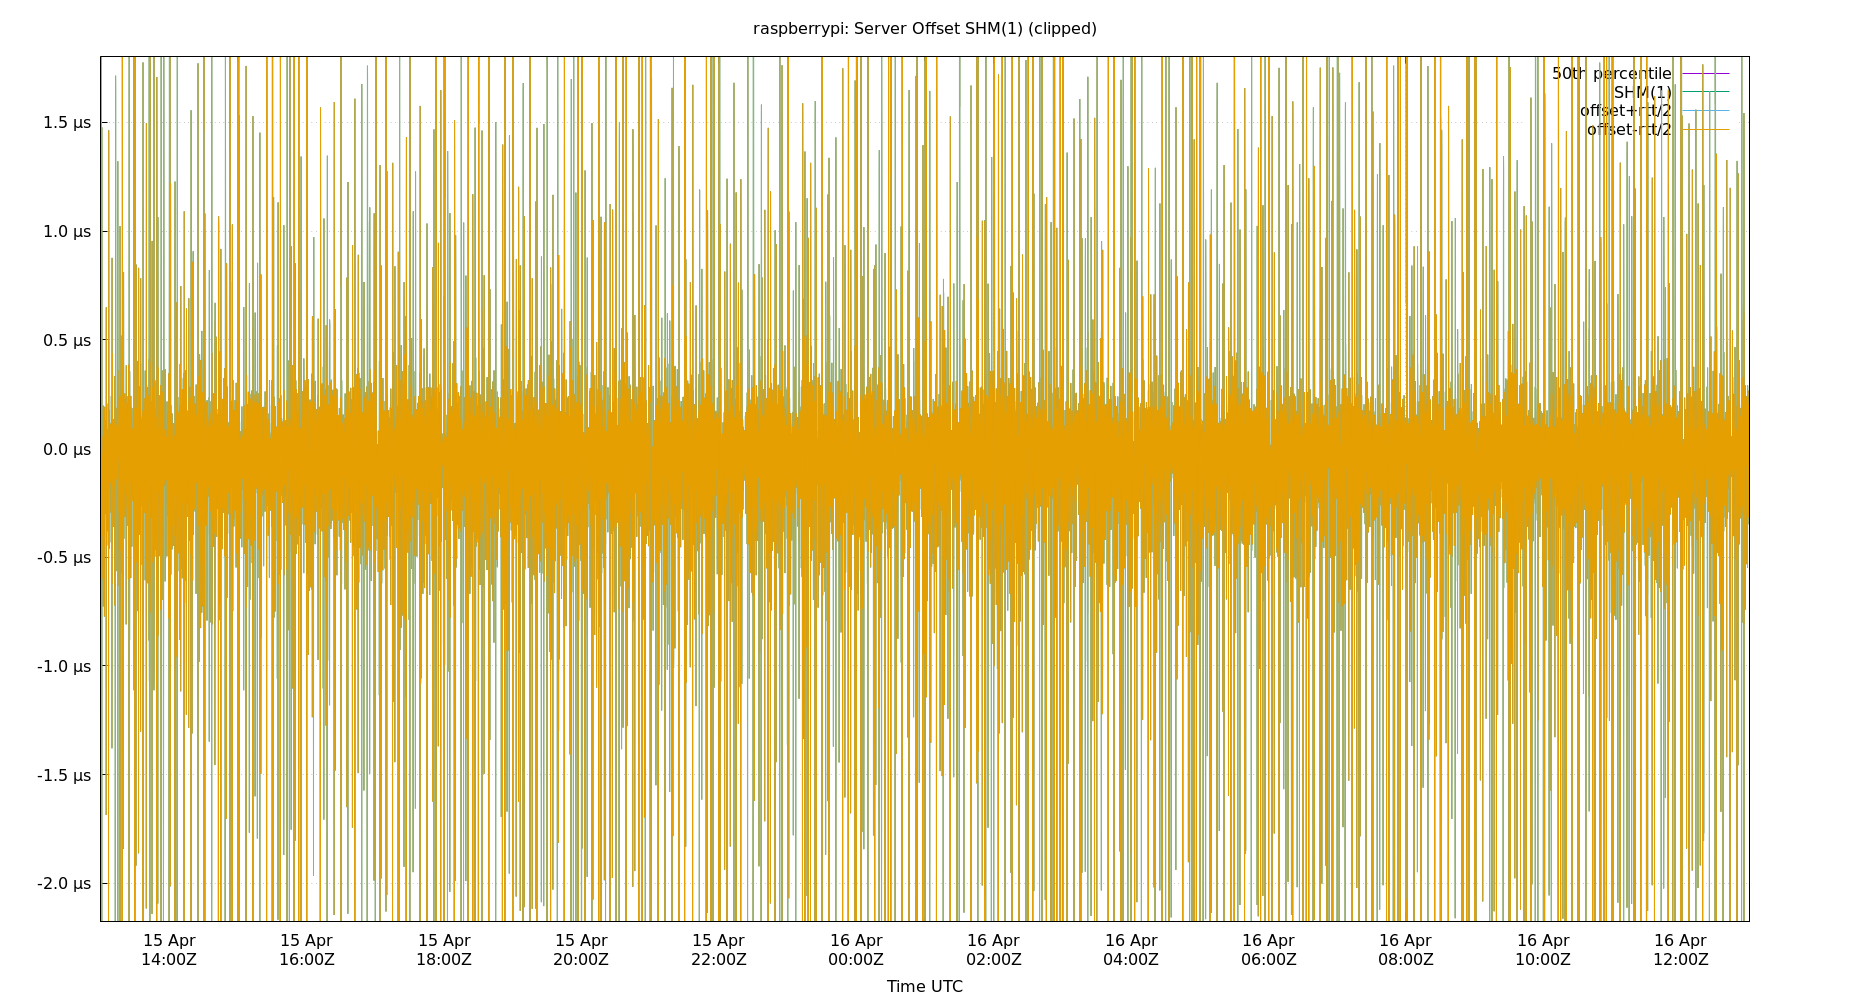 raspberrypi: Server Offset SHM(1) (clipped)
50th percentile
SHM(1)
offset+rtt/2
offset-rtt/2
1.5 µs
1.0 µs
0.5 µs
0.0 µs
-0.5 µs
-1.0 µs
-1.5 µs
-2.0 µs
15 Apr 15 Apr 15 Apr 15 Apr 15 Apr 16 Apr 16 Apr 16 Apr 16 Apr 16 Apr 16 Apr 16 Apr
14:00Z 16:00Z 18:00Z 20:00Z 22:00Z 00:00Z 02:00Z 04:00Z 06:00Z 08:00Z 10:00Z 12:00Z
Time UTC